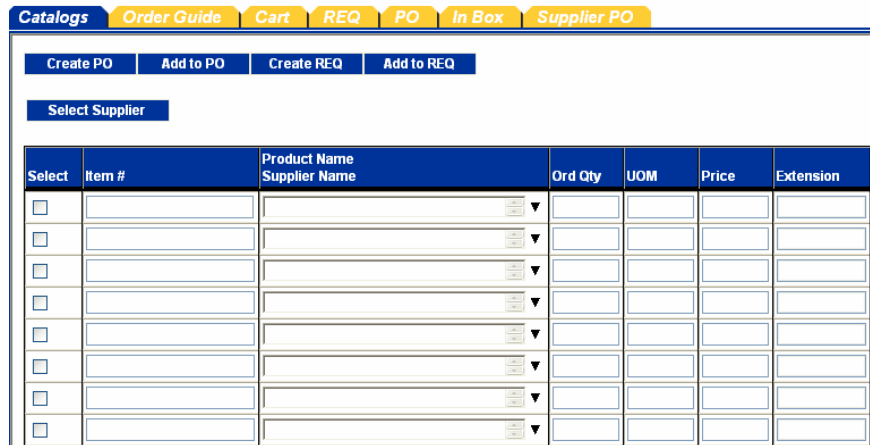 Catalogs Order Guide Cart REQ PO In Box Supplier PO
Create PO Add to PO Create REQ Add to REQ
Select Supplier
Product Name
Select Item # Supplier Name Ord Qty UOM Price Extension